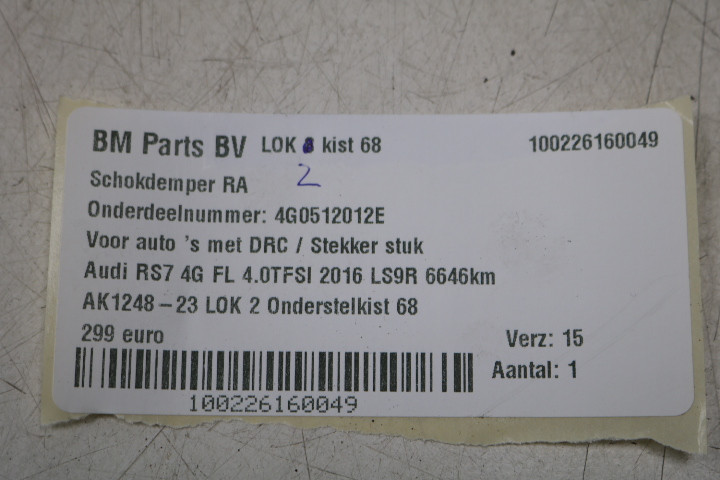 BM Parts BV LOK kist 68 100226160049
2
Schokdemper RA
Onderdeelnummer: 4G0512012E
Voor auto 's met DRC / Stekker stuk
Audi RS7 4G FL 4.0TFSI 2016 LS9R 6646km
AK1248 – 23 LOK 2 Onderstelkist 68
299 euro
Verz: 15
Aantal: 1
100226160049